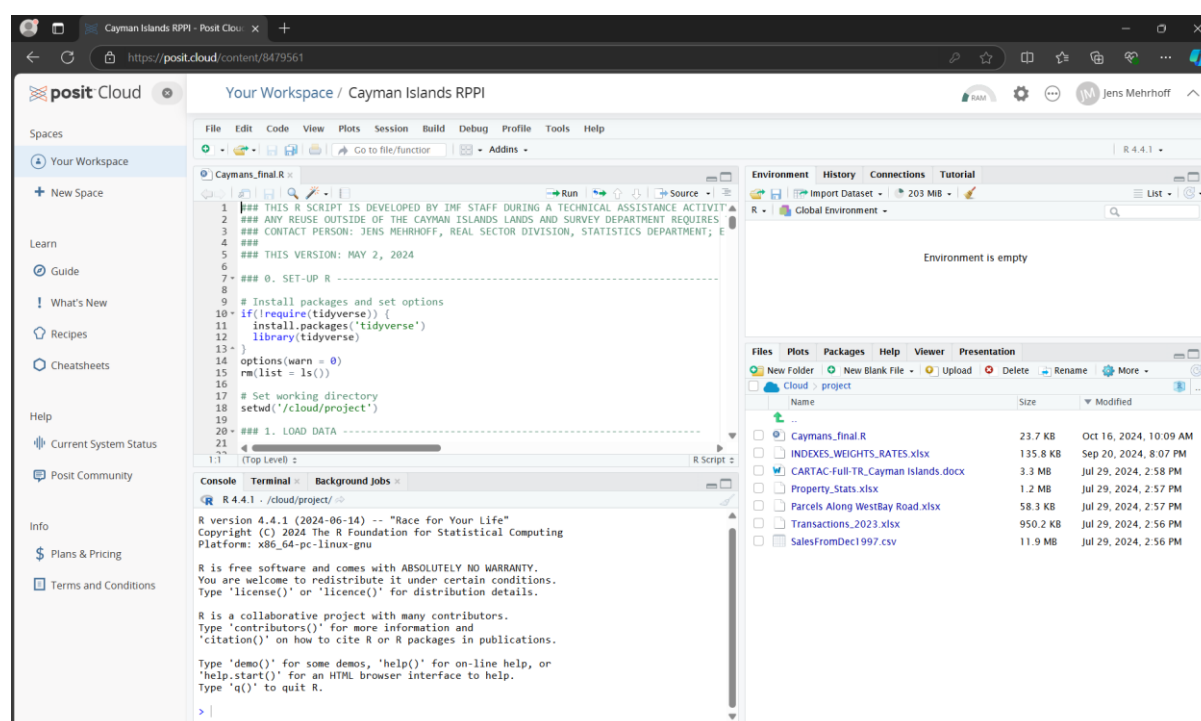 Cayman Islands RPPI - Posit Clou
https://posit.cloud/content/8479561
posit Cloud
Your Workspace / Cayman Islands RPPI
RAM
JM
Jens Mehrhoff
Spaces
Your Workspace
New Space
Learn
Guide
What's New
Recipes
Cheatsheets
Help
Current System Status
Posit Community
Info
Plans & Pricing
Terms and Conditions
File Edit Code View Plots Session Build Debug Profile Tools Help
Go to file/function
Addins
R 4.4.1
Caymans_final.R
Run
Source
1 ### THIS R SCRIPT IS DEVELOPED BY IMF STAFF DURING A TECHNICAL ASSISTANCE ACTIVIT
2 ### ANY REUSE OUTSIDE OF THE CAYMAN ISLANDS LANDS AND SURVEY DEPARTMENT REQUIRES
3 ### CONTACT PERSON: JENS MEHRHOFF, REAL SECTOR DIVISION, STATISTICS DEPARTMENT; E
4 ###
5 ### THIS VERSION: MAY 2, 2024
6
7 ### 0. SET-UP R ----------------------------------------------------------------
8
9 # Install packages and set options
10 if(!require(tidyverse)) {
11 install.packages('tidyverse')
12 library(tidyverse)
13 }
14 options(warn = 0)
15 rm(list = ls())
16
17 # Set working directory
18 setwd('/cloud/project')
19
20 ### 1. LOAD DATA ---------------------------------------------------------------
21
1:1 (Top Level) R Script
Console Terminal Background Jobs
R 4.4.1 · /cloud/project/
R version 4.4.1 (2024-06-14) -- "Race for Your Life"
Copyright (C) 2024 The R Foundation for Statistical Computing
Platform: x86_64-pc-linux-gnu
R is free software and comes with ABSOLUTELY NO WARRANTY.
You are welcome to redistribute it under certain conditions.
Type 'license()' or 'licence()' for distribution details.
R is a collaborative project with many contributors.
Type 'contributors()' for more information and
'citation()' on how to cite R or R packages in publications.
Type 'demo()' for some demos, 'help()' for on-line help, or
'help.start()' for an HTML browser interface to help.
Type 'q()' to quit R.
>
Environment History Connections Tutorial
Import Dataset 203 MiB List
R Global Environment
Environment is empty
Files Plots Packages Help Viewer Presentation
New Folder New Blank File Upload Delete Rename More
Cloud > project
Name Size Modified
..
Caymans_final.R 23.7 KB Oct 16, 2024, 10:09 AM
INDEXES_WEIGHTS_RATES.xlsx 135.8 KB Sep 20, 2024, 8:07 PM
CARTAC-Full-TR_Cayman Islands.docx 3.3 MB Jul 29, 2024, 2:58 PM
Property_Stats.xlsx 1.2 MB Jul 29, 2024, 2:57 PM
Parcels Along WestBay Road.xlsx 58.3 KB Jul 29, 2024, 2:57 PM
Transactions_2023.xlsx 950.2 KB Jul 29, 2024, 2:56 PM
SalesFromDec1997.csv 11.9 MB Jul 29, 2024, 2:56 PM